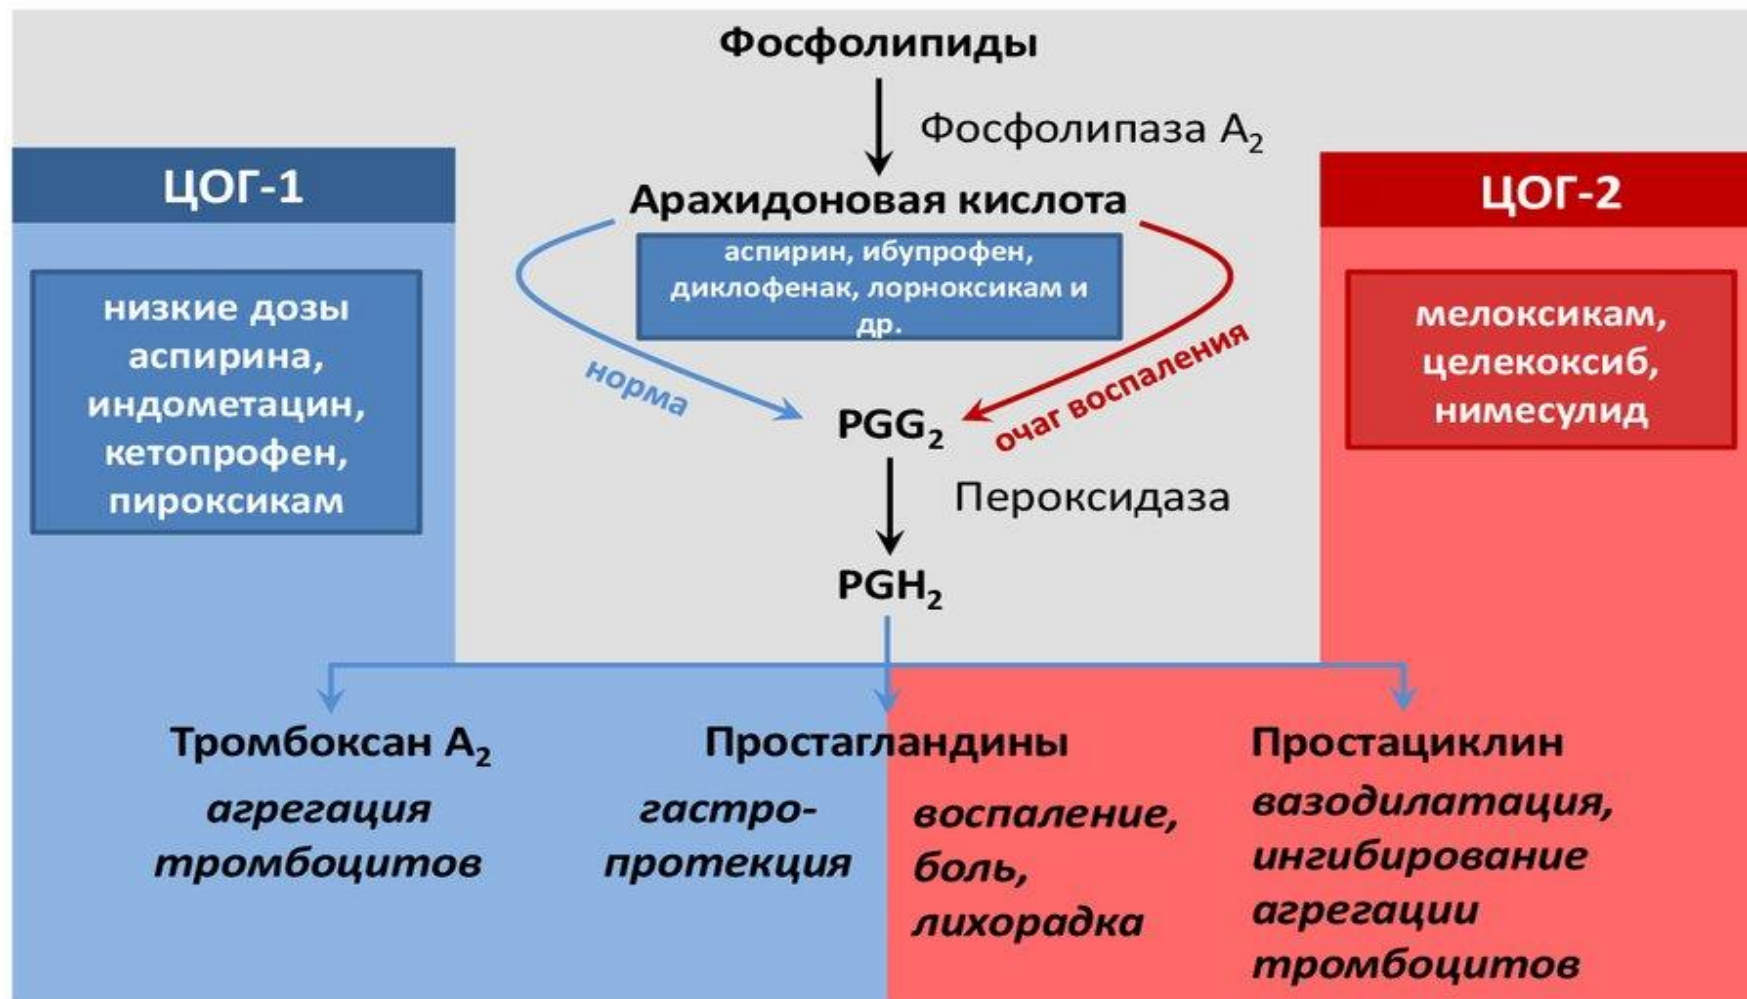 Фосфолипиды
Фосфолипаза А₂
ЦОГ-1
Арахидоновая кислота
ЦОГ-2
аспирин, ибупрофен,
диклофенак, лорноксикам и
др.
низкие дозы
аспирина,
индометацин,
кетопрофен,
пироксикам
мелоксикам,
целекоксиб,
нимесулид
норма
очаг воспаления
PGG₂
Пероксидаза
PGH₂
Тромбоксан А₂
агрегация
тромбоцитов
Простагландины
гастро-
протекция
воспаление,
боль,
лихорадка
Простациклин
вазодилатация,
ингибирование
агрегации
тромбоцитов